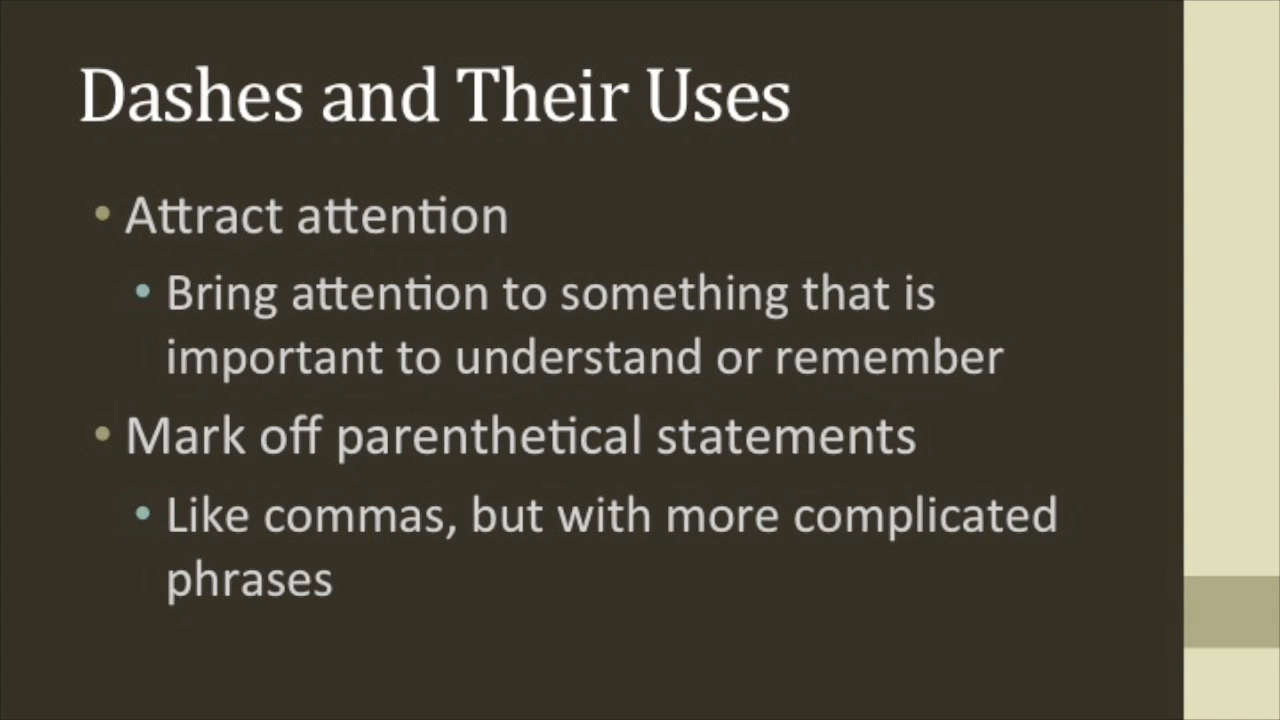 Dashes and Their Uses
• Attract attention
• Bring attention to something that is
important to understand or remember
• Mark off parenthetical statements
• Like commas, but with more complicated
phrases